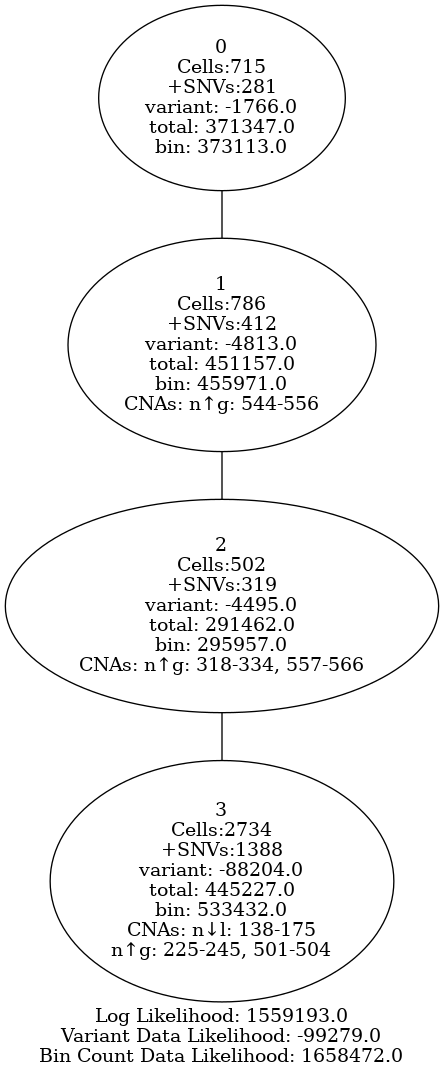 0
Cells:715
+SNVs:281
variant: -1766.0
total: 371347.0
bin: 373113.0
1
Cells:786
+SNVs:412
variant: -4813.0
total: 451157.0
bin: 455971.0
CNAs: n↑g: 544-556
2
Cells:502
+SNVs:319
variant: -4495.0
total: 291462.0
bin: 295957.0
CNAs: n↑g: 318-334, 557-566
3
Cells:2734
+SNVs:1388
variant: -88204.0
total: 445227.0
bin: 533432.0
CNAs: n↓l: 138-175
n↑g: 225-245, 501-504
Log Likelihood: 1559193.0
Variant Data Likelihood: -99279.0
Bin Count Data Likelihood: 1658472.0